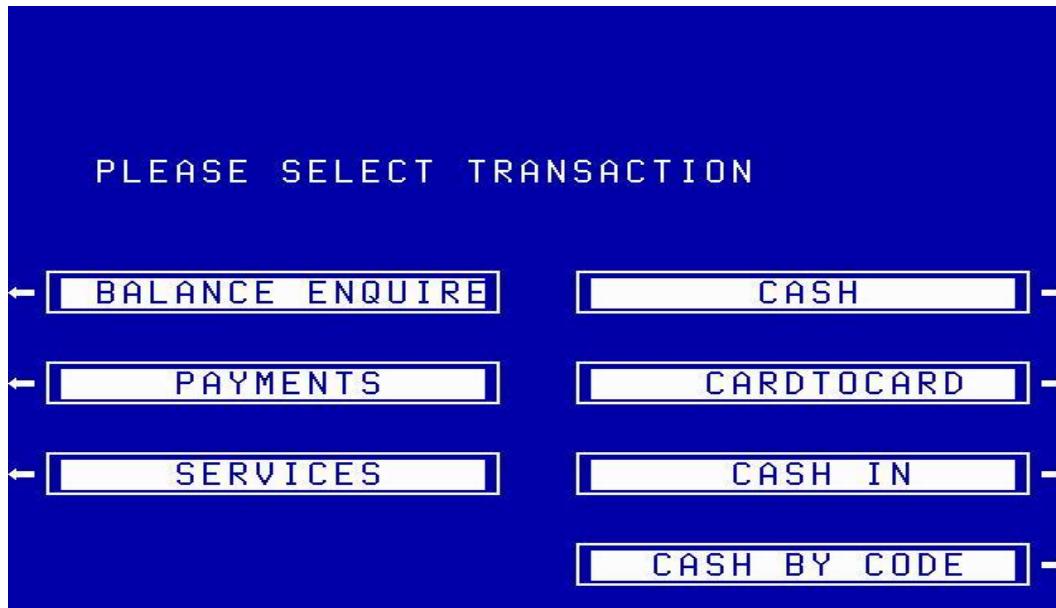 PLEASE SELECT TRANSACTION
BALANCE ENQUIRE
CASH
PAYMENTS
CARDTOCARD
SERVICES
CASH IN
CASH BY CODE